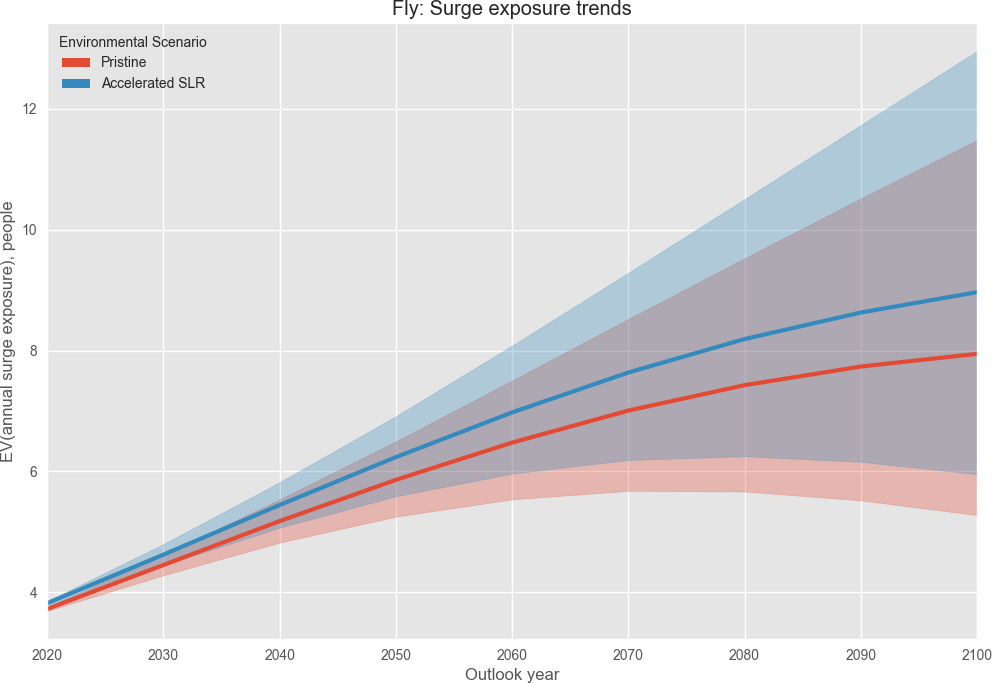 Fly: Surge exposure trends
Environmental Scenario
Pristine
Accelerated SLR
EV(annual surge exposure), people
12
10
8
6
4
2020 2030 2040 2050 2060 2070 2080 2090 2100
Outlook year